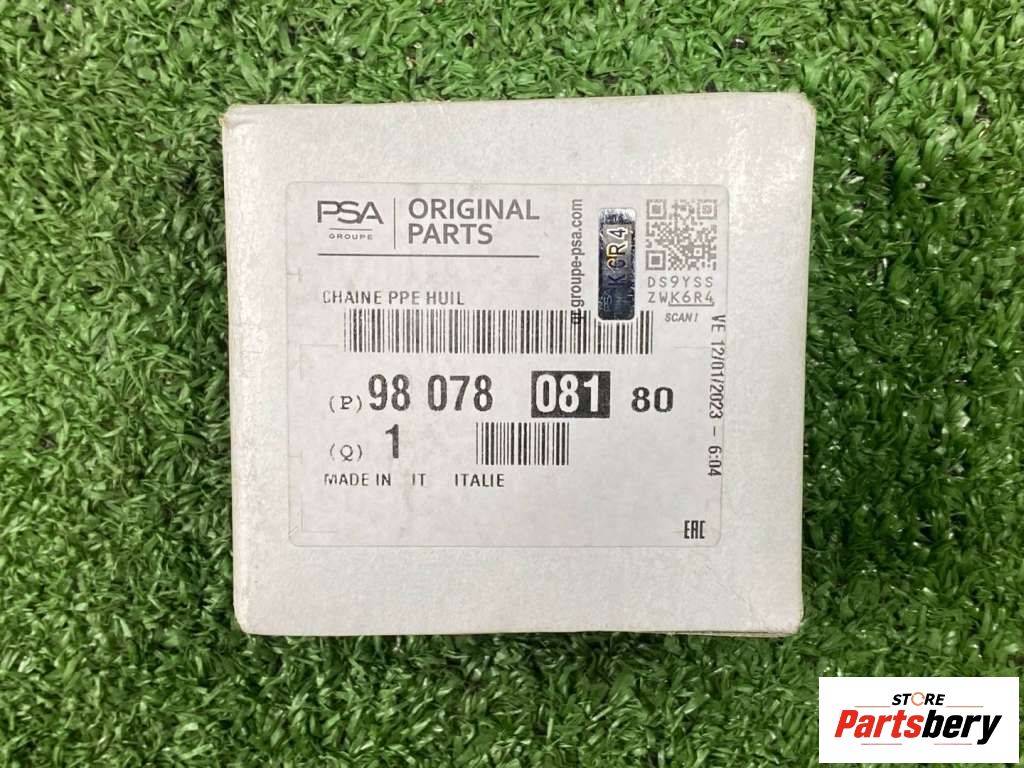 PSA
GROUPE
ORIGINAL
PARTS
.groupe-psa.com
K6R4
DS9YSS
ZWK6R4
SCAN!
CHAINE PPE HUIL
VE 12/01/2023 - 6:04
(P) 98 078 081 80
(Q) 1
MADE IN IT ITALIE
EAC
STORE
Partsbery